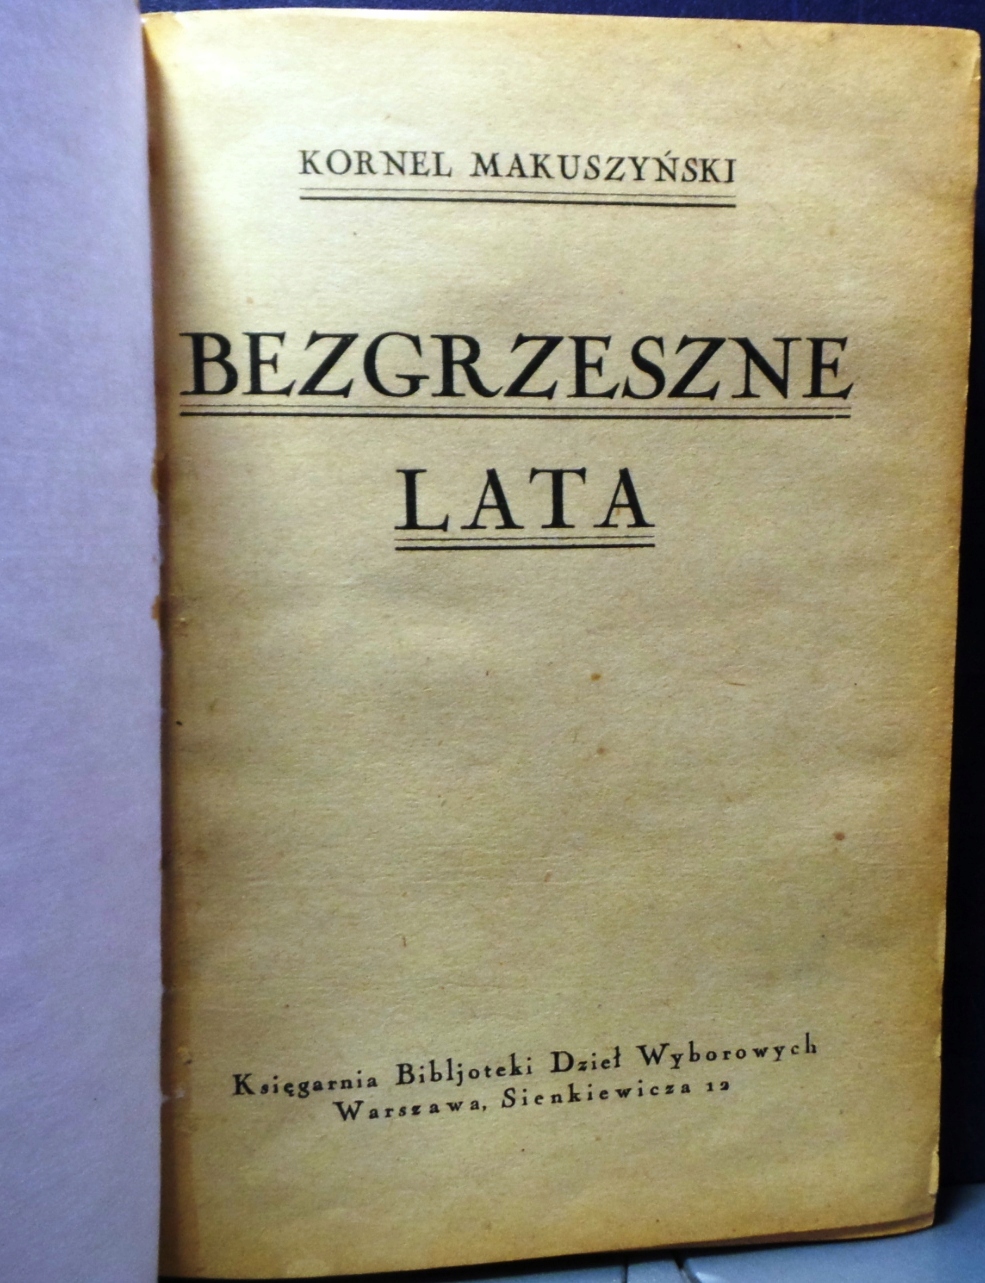 KORNEL MAKUSZYŃSKI
BEZGRZESZNE
LATA
Księgarnia Bibljoteki Dzieł Wyborowych
Warszawa, Sienkiewicza 12